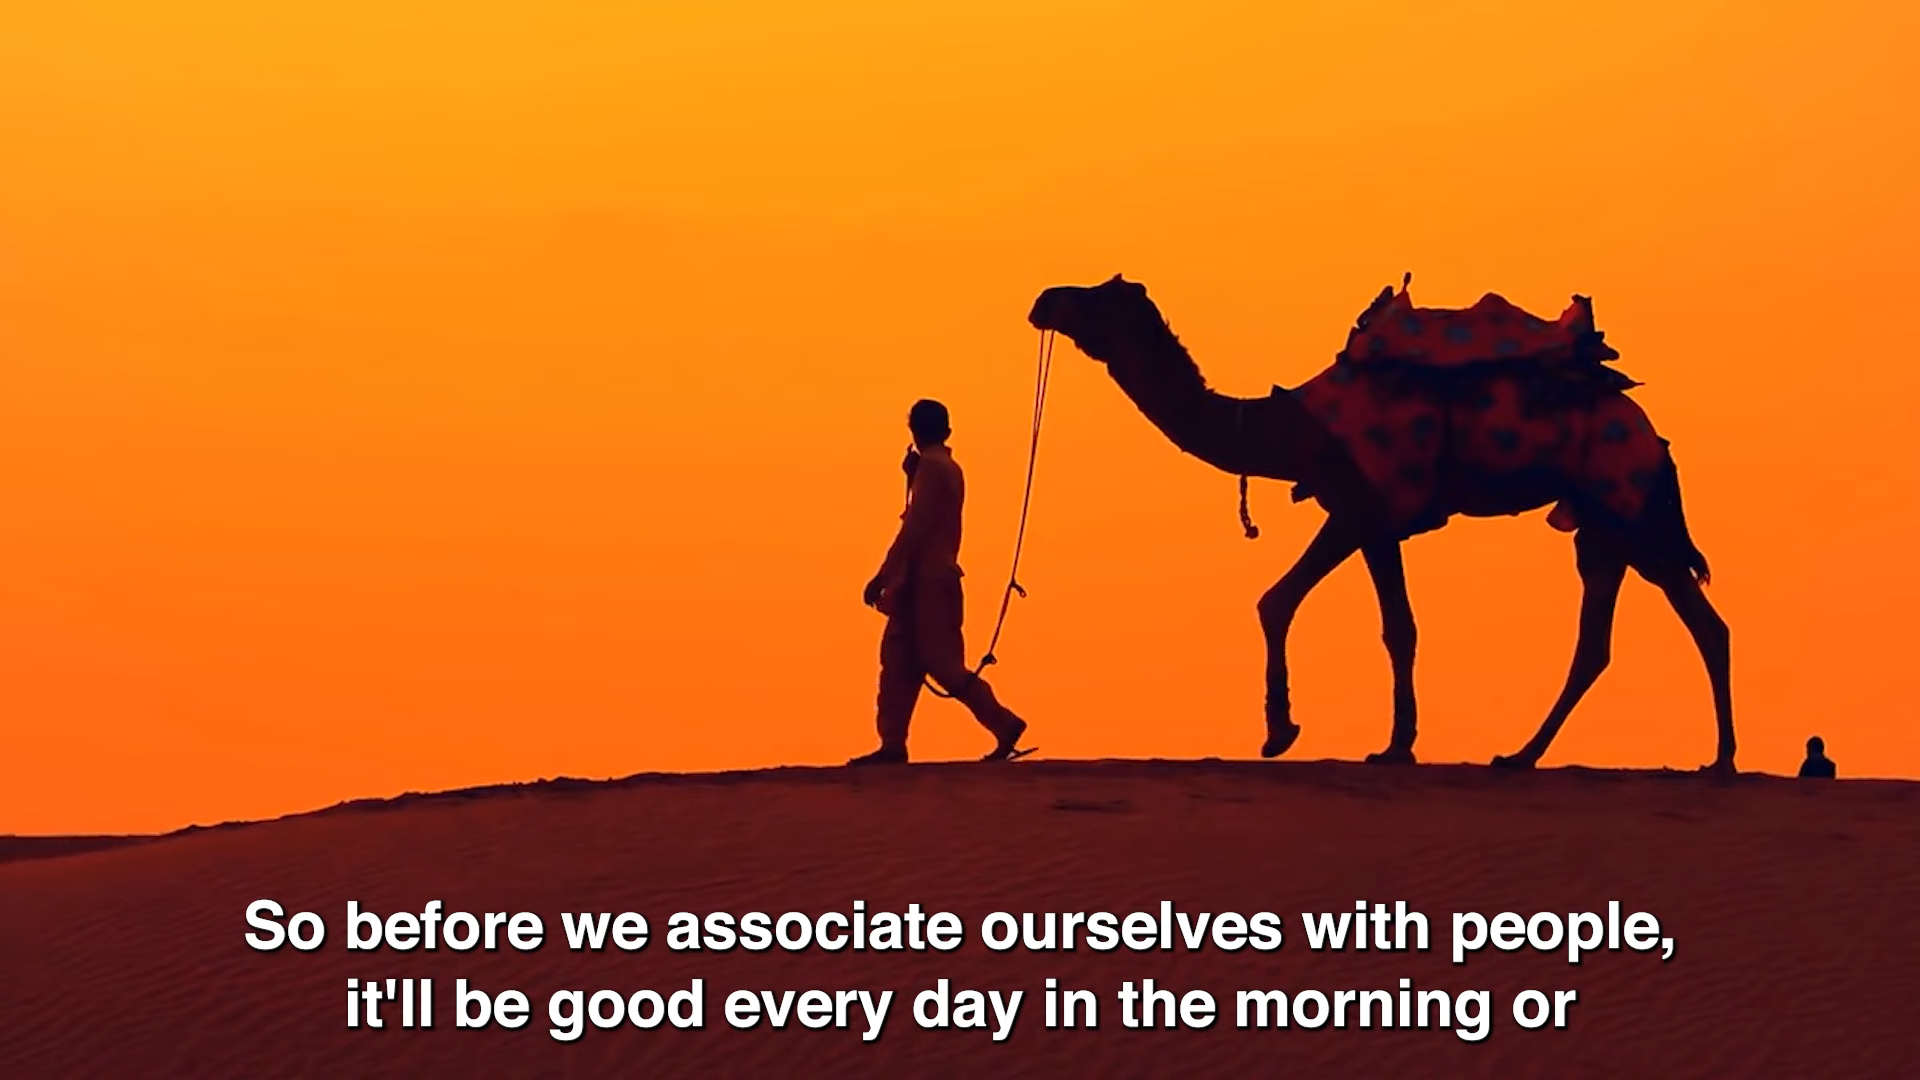 So before we associate ourselves with people,
it'll be good every day in the morning or